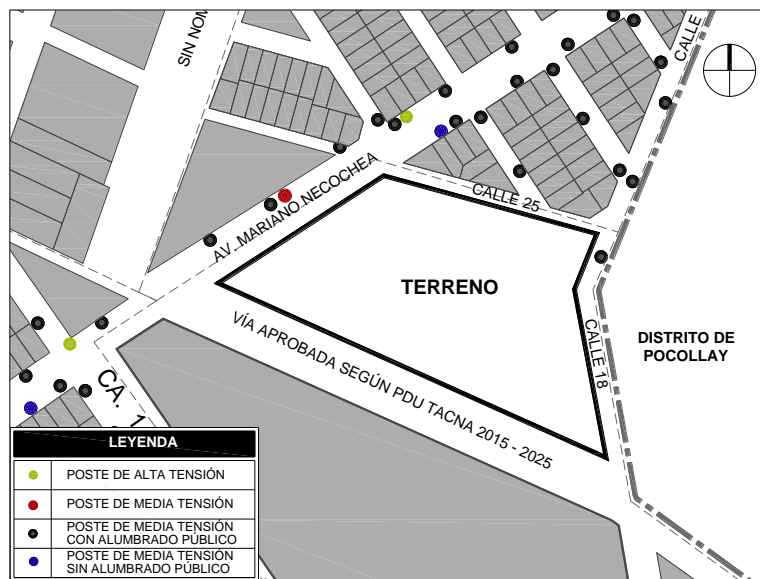 SIN NOM
CALLE
AV. MARIANO NECOCHEA
CALLE 25
TERRENO
CALLE 18
DISTRITO DE
POCOLLAY
VÍA APROBADA SEGÚN PDU TACNA 2015 - 2025
CA. 1
LEYENDA
POSTE DE ALTA TENSIÓN
POSTE DE MEDIA TENSIÓN
POSTE DE MEDIA TENSIÓN
CON ALUMBRADO PÚBLICO
POSTE DE MEDIA TENSIÓN
SIN ALUMBRADO PÚBLICO